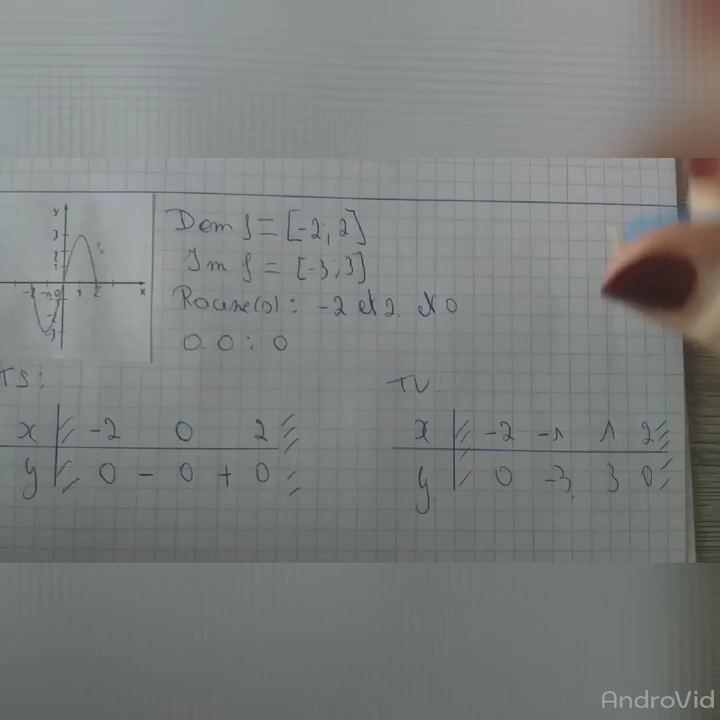 Dom f = [-2; 2]
Im f = [-3; 3]
Racine(s) : -2 et 2 et 0
O.O : 0
TS :
x -2 0 2
y 0 - 0 + 0
TV :
x -2 -1 1 2
y 0 -3 3 0
AndroVid